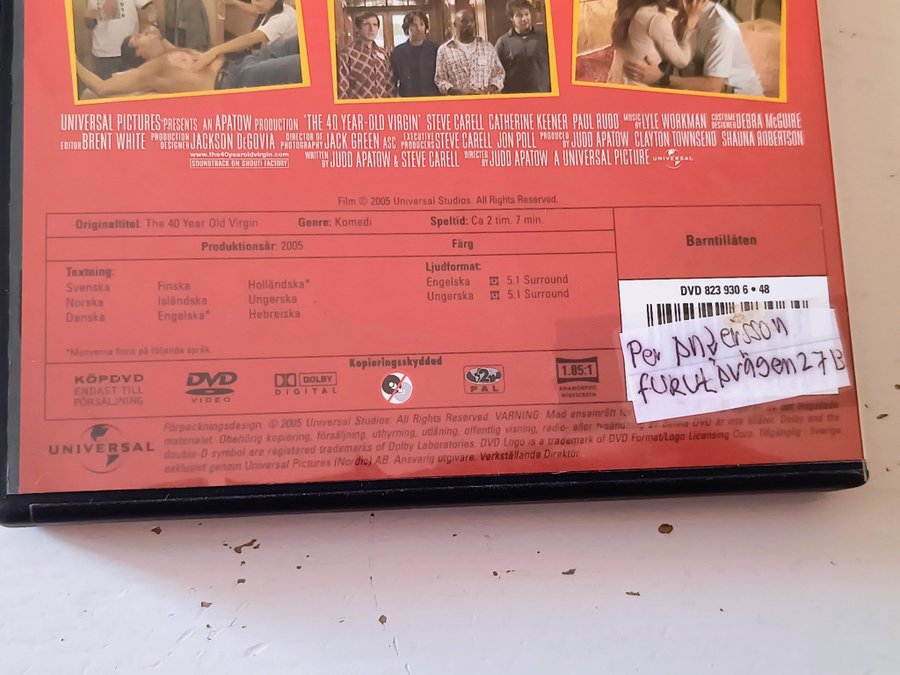 UNIVERSAL PICTURES PRESENTS AN APATOW PRODUCTION "THE 40 YEAR-OLD VIRGIN" STEVE CARELL CATHERINE KEENER PAUL RUDD MUSIC BY LYLE WORKMAN COSTUME DESIGNER DEBRA McGUIRE
EDITOR BRENT WHITE PRODUCTION DESIGNER JACKSON DeGOVIA DIRECTOR OF PHOTOGRAPHY JACK GREEN ASC EXECUTIVE PRODUCERS STEVE CARELL JON POLL PRODUCED BY JUDD APATOW CLAYTON TOWNSEND SHAUNA ROBERTSON
www.the40yearoldvirgin.com
SOUNDTRACK ON SHOUT! FACTORY
WRITTEN BY JUDD APATOW & STEVE CARELL DIRECTED BY JUDD APATOW A UNIVERSAL PICTURE UNIVERSAL
Film © 2005 Universal Studios. All Rights Reserved.
Originaltitel: The 40 Year Old Virgin Genre: Komedi Speltid: Ca 2 tim. 7 min.
Produktionsår: 2005 Färg
Barntillåten
Textning:
Svenska Finska Holländska*
Norska Isländska Ungerska
Danska Engelska* Hebreiska
Ljudformat:
Engelska 5.1 Surround
Ungerska 5.1 Surround
*Menyerna finns på följande språk.
DVD 823 930 6 • 48
Per Andersson
furutåvägen 27 B
Kopieringsskyddad
KÖPDVD
ENDAST TILL
FÖRSÄLJNING
DVD
VIDEO
DOLBY
DIGITAL
2
PAL
1.85:1
ANAMORPHIC
WIDESCREEN
UNIVERSAL
Förpackningsdesign: © 2005 Universal Studios. All Rights Reserved. VARNING: Med ensamrätt
materialet. Obehörig kopiering, försäljning, uthyrning, utlåning, offentlig visning, radio- eller Dolby and the
double-D symbol are registered trademarks of Dolby Laboratories. DVD Logo is a trademark of DVD Format/Logo Licensing Corp. Tillgänglig i Sverige
exklusivt genom Universal Pictures (Nordic) AB. Ansvarig utgivare: Verkställande Direktör.